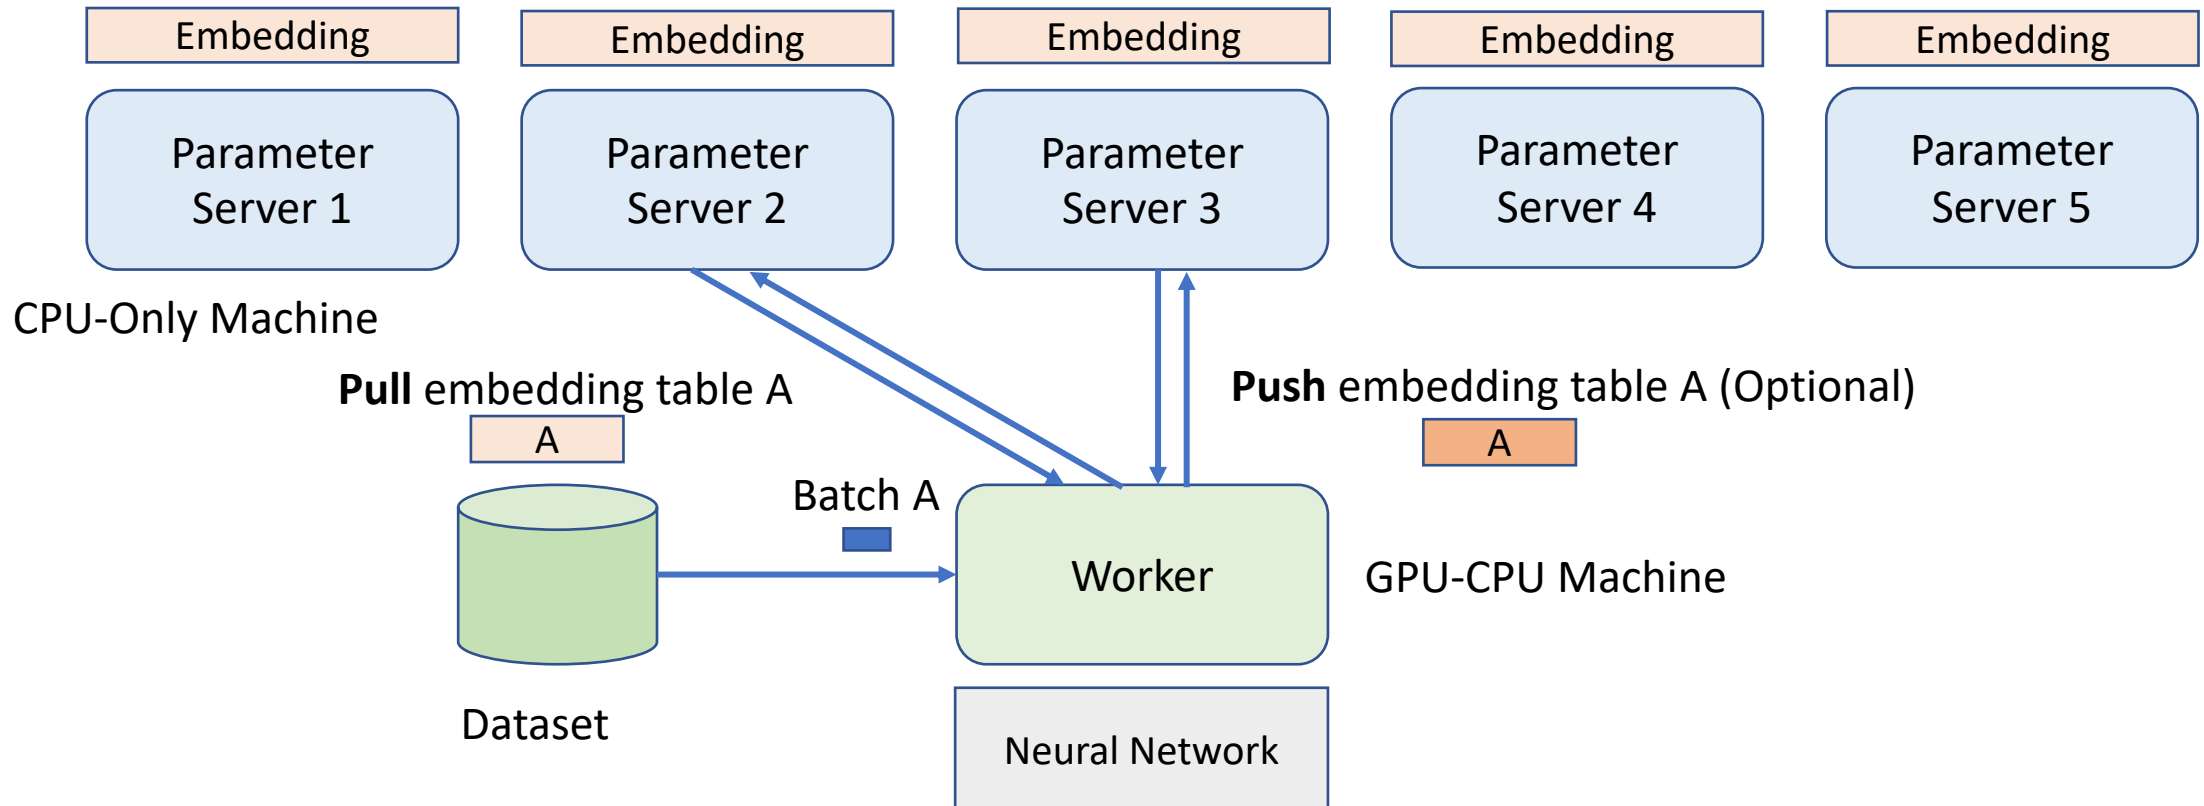 Embedding
Embedding
Embedding
Embedding
Embedding
Parameter
Server 1
Parameter
Server 2
Parameter
Server 3
Parameter
Server 4
Parameter
Server 5
CPU-Only Machine
Pull embedding table A
A
Push embedding table A (Optional)
A
Batch A
Worker
GPU-CPU Machine
Dataset
Neural Network